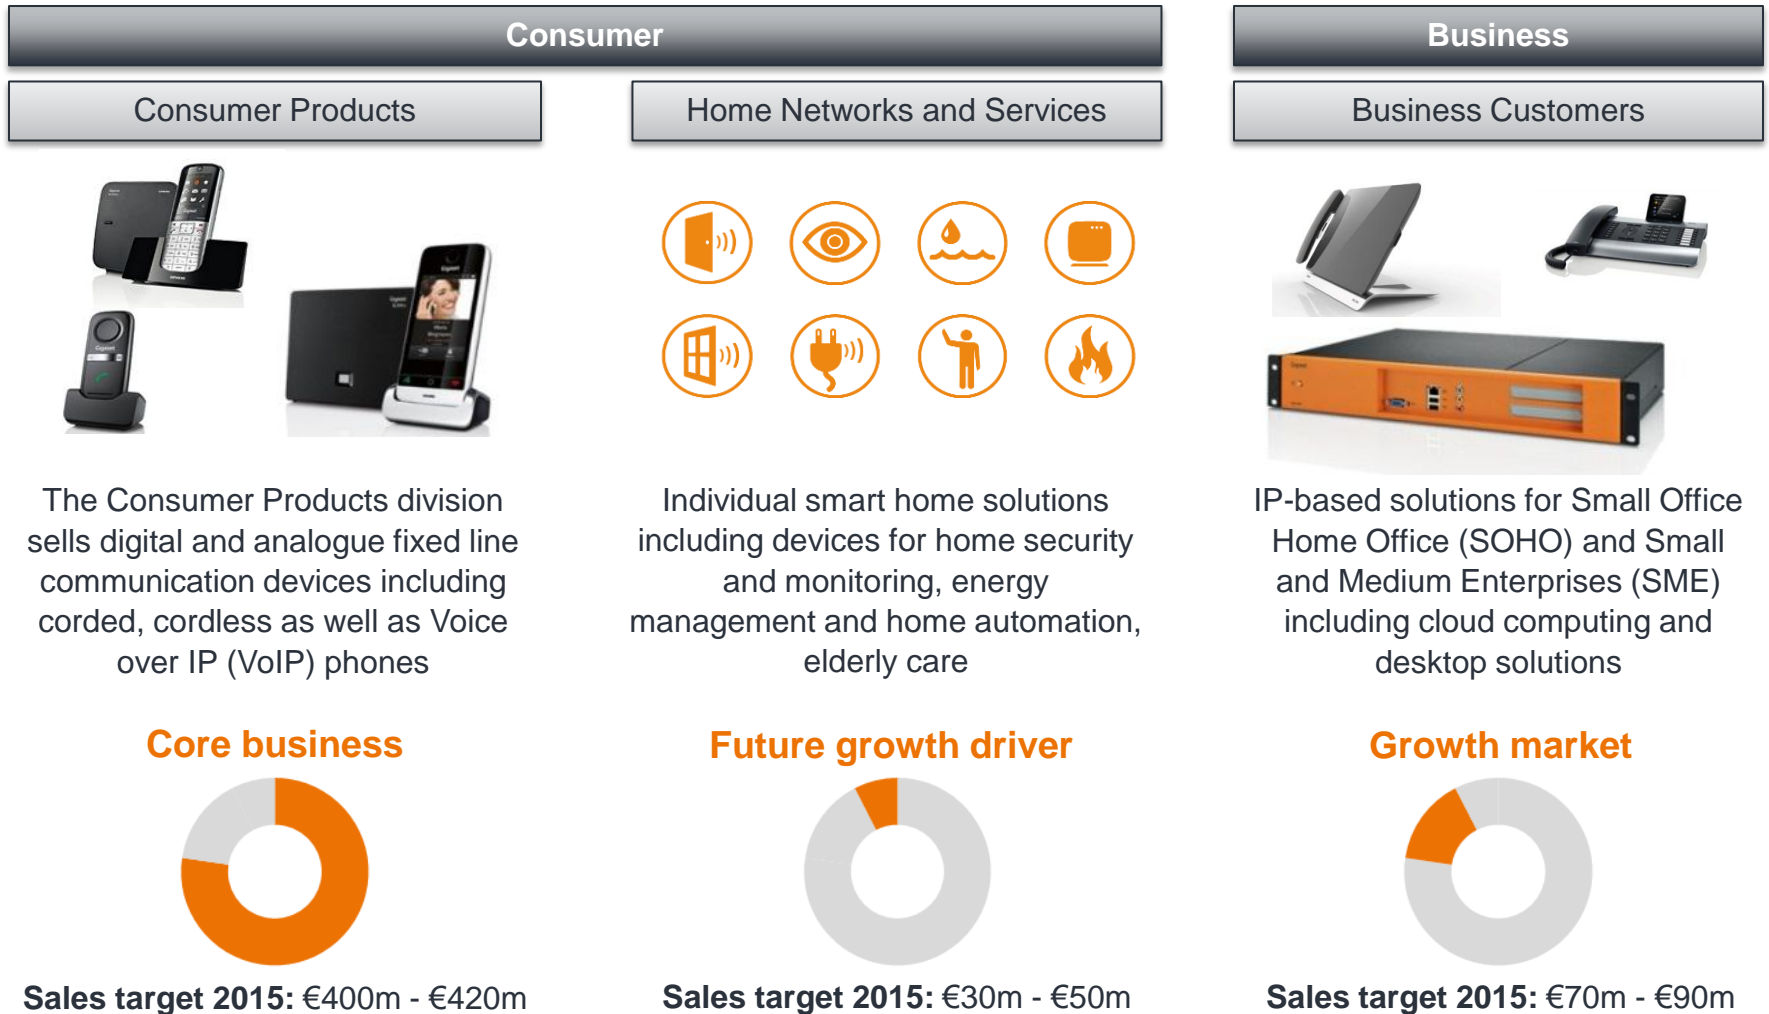 Consumer
Business
Consumer Products
Home Networks and Services
Business Customers
The Consumer Products division
sells digital and analogue fixed line
communication devices including
corded, cordless as well as Voice
over IP (VoIP) phones
Individual smart home solutions
including devices for home security
and monitoring, energy
management and home automation,
elderly care
IP-based solutions for Small Office
Home Office (SOHO) and Small
and Medium Enterprises (SME)
including cloud computing and
desktop solutions
Core business
Future growth driver
Growth market
Sales target 2015: €400m - €420m
Sales target 2015: €30m - €50m
Sales target 2015: €70m - €90m